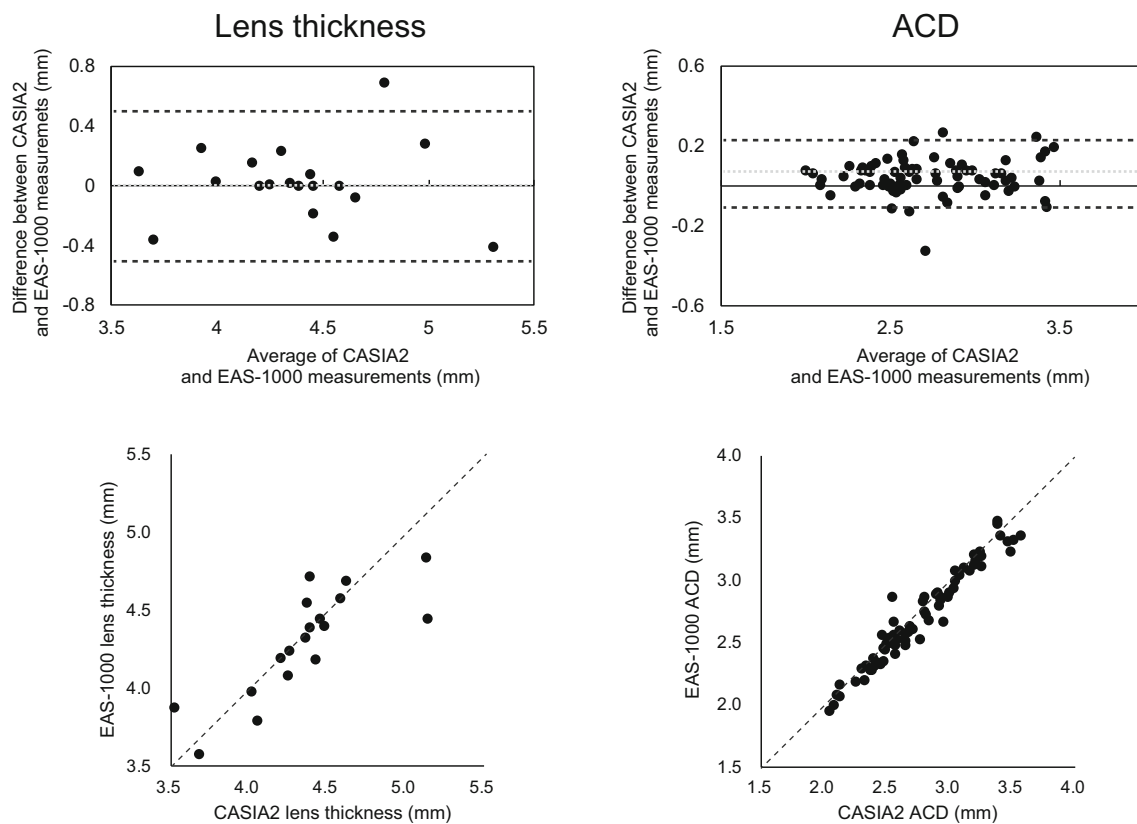 Lens thickness
Difference between CASIA2
and EAS-1000 measuremets (mm)
0.8
0.4
0
-0.4
-0.8
3.5
4
4.5
5
5.5
Average of CASIA2
and EAS-1000 measurements (mm)
ACD
Difference between CASIA2
and EAS-1000 measuremets (mm)
0.6
0.2
-0.2
-0.6
1.5
2.5
3.5
Average of CASIA2
and EAS-1000 measurements (mm)
EAS-1000 lens thickness (mm)
5.5
5.0
4.5
4.0
3.5
3.5
4.0
4.5
5.0
5.5
CASIA2 lens thickness (mm)
EAS-1000 ACD (mm)
4.0
3.5
3.0
2.5
2.0
1.5
1.5
2.0
2.5
3.0
3.5
4.0
CASIA2 ACD (mm)